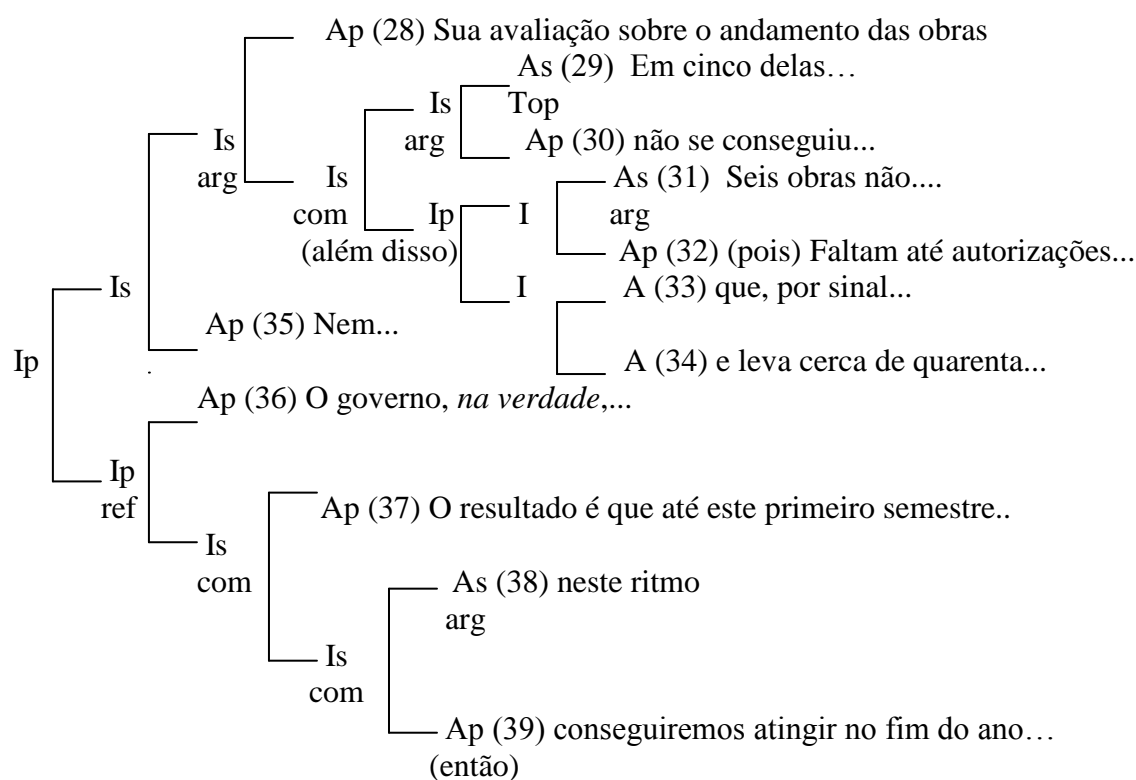 Ap (28) Sua avaliação sobre o andamento das obras
As (29) Em cinco delas…
Is Top
Is arg Ap (30) não se conseguiu...
arg Is As (31) Seis obras não....
com Ip I arg
(além disso) Ap (32) (pois) Faltam até autorizações...
Is I A (33) que, por sinal...
Ap (35) Nem...
Ip A (34) e leva cerca de quarenta...
Ap (36) O governo, na verdade,...
Ip
ref Ap (37) O resultado é que até este primeiro semestre..
Is
com As (38) neste ritmo
arg
Is
com
Ap (39) conseguiremos atingir no fim do ano…
(então)